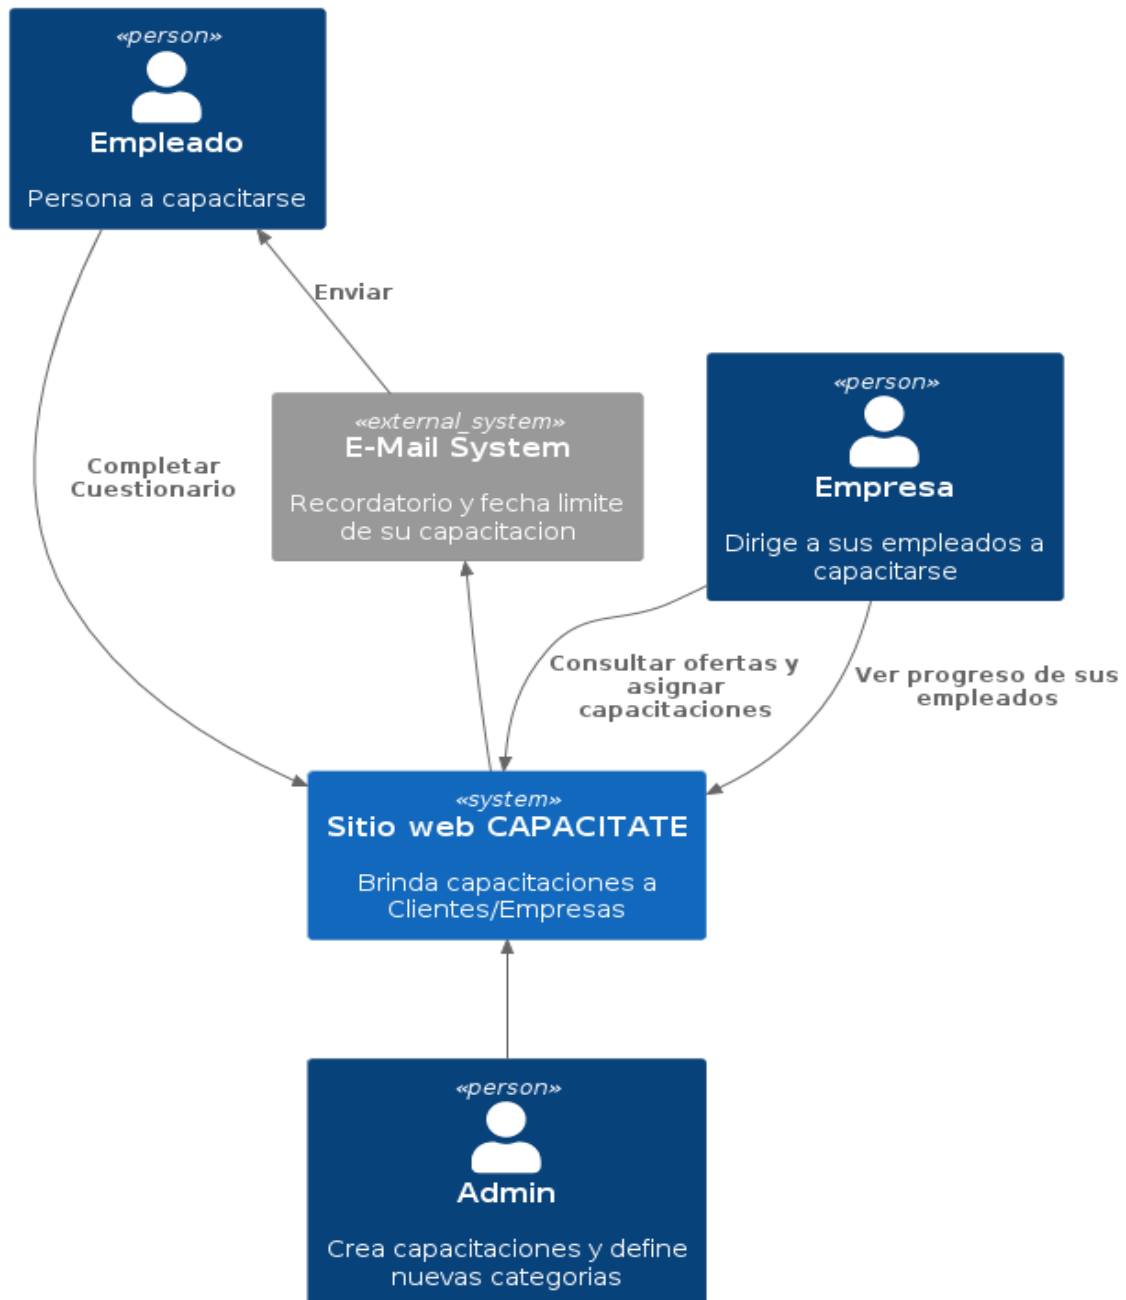 «person»
Empleado
Persona a capacitarse
Enviar
«external_system»
E-Mail System
Recordatorio y fecha limite
de su capacitacion
«person»
Empresa
Dirige a sus empleados a
capacitarse
Completar
Cuestionario
Consultar ofertas y
asignar
capacitaciones
Ver progreso de sus
empleados
«system»
Sitio web CAPACITATE
Brinda capacitaciones a
Clientes/Empresas
«person»
Admin
Crea capacitaciones y define
nuevas categorias